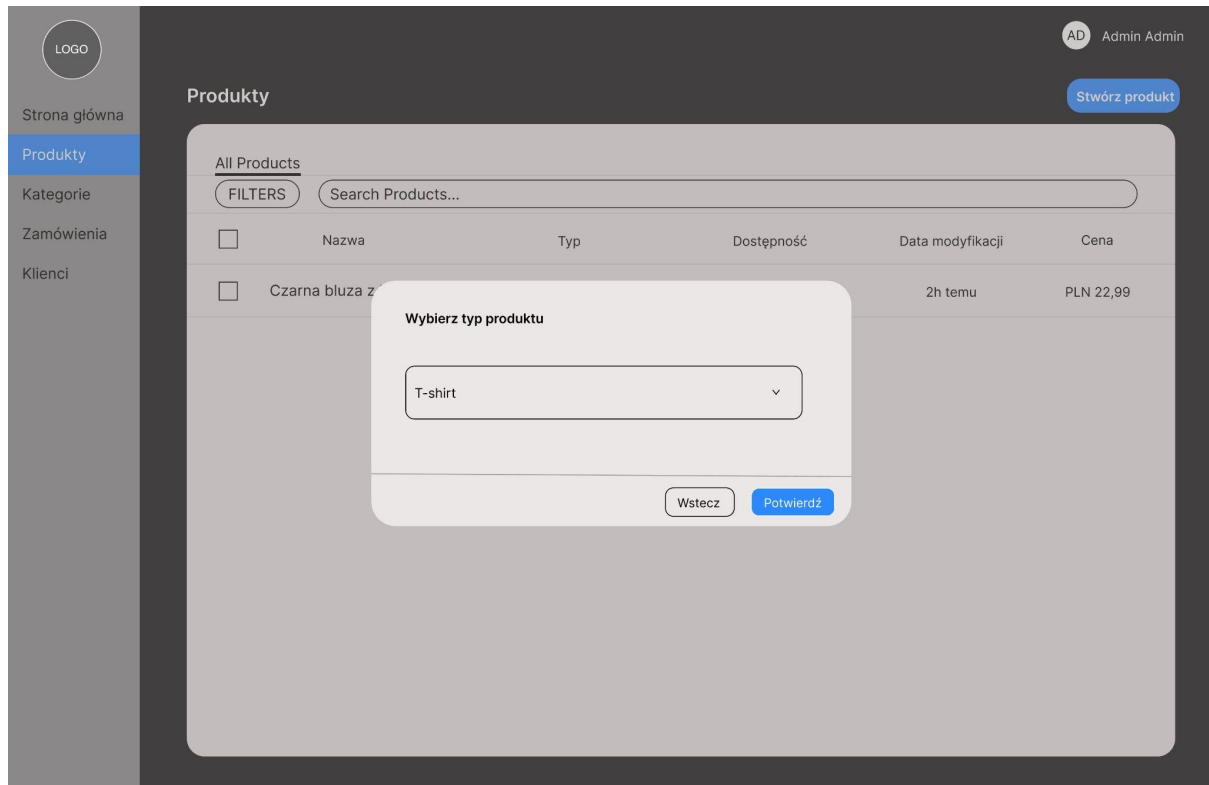 LOGO
AD Admin Admin
Strona główna
Produkty
Kategorie
Zamówienia
Klienci
Produkty
Stwórz produkt
All Products
FILTERS
Search Products...
Nazwa Typ Dostępność Data modyfikacji Cena
Czarna bluza z 2h temu PLN 22,99
Wybierz typ produktu
T-shirt
Wstecz Potwierdź